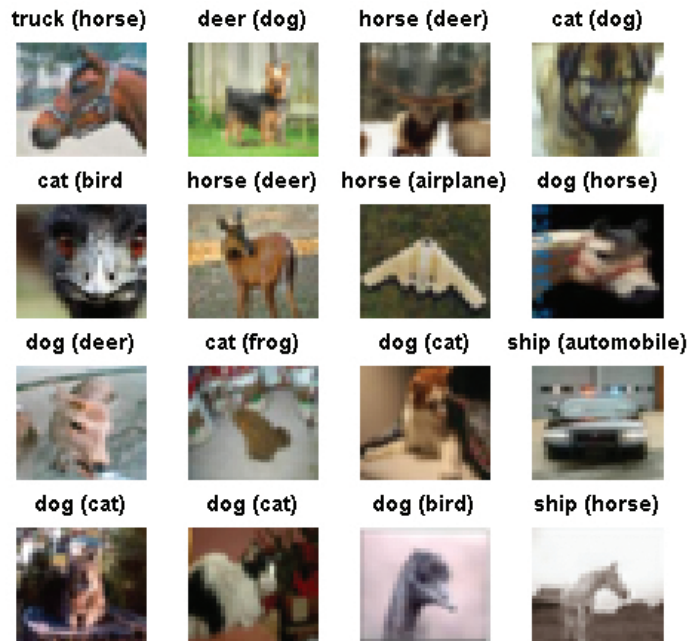 truck (horse) deer (dog) horse (deer) cat (dog)
cat (bird horse (deer) horse (airplane) dog (horse)
dog (deer) cat (frog) dog (cat) ship (automobile)
dog (cat) dog (cat) dog (bird) ship (horse)